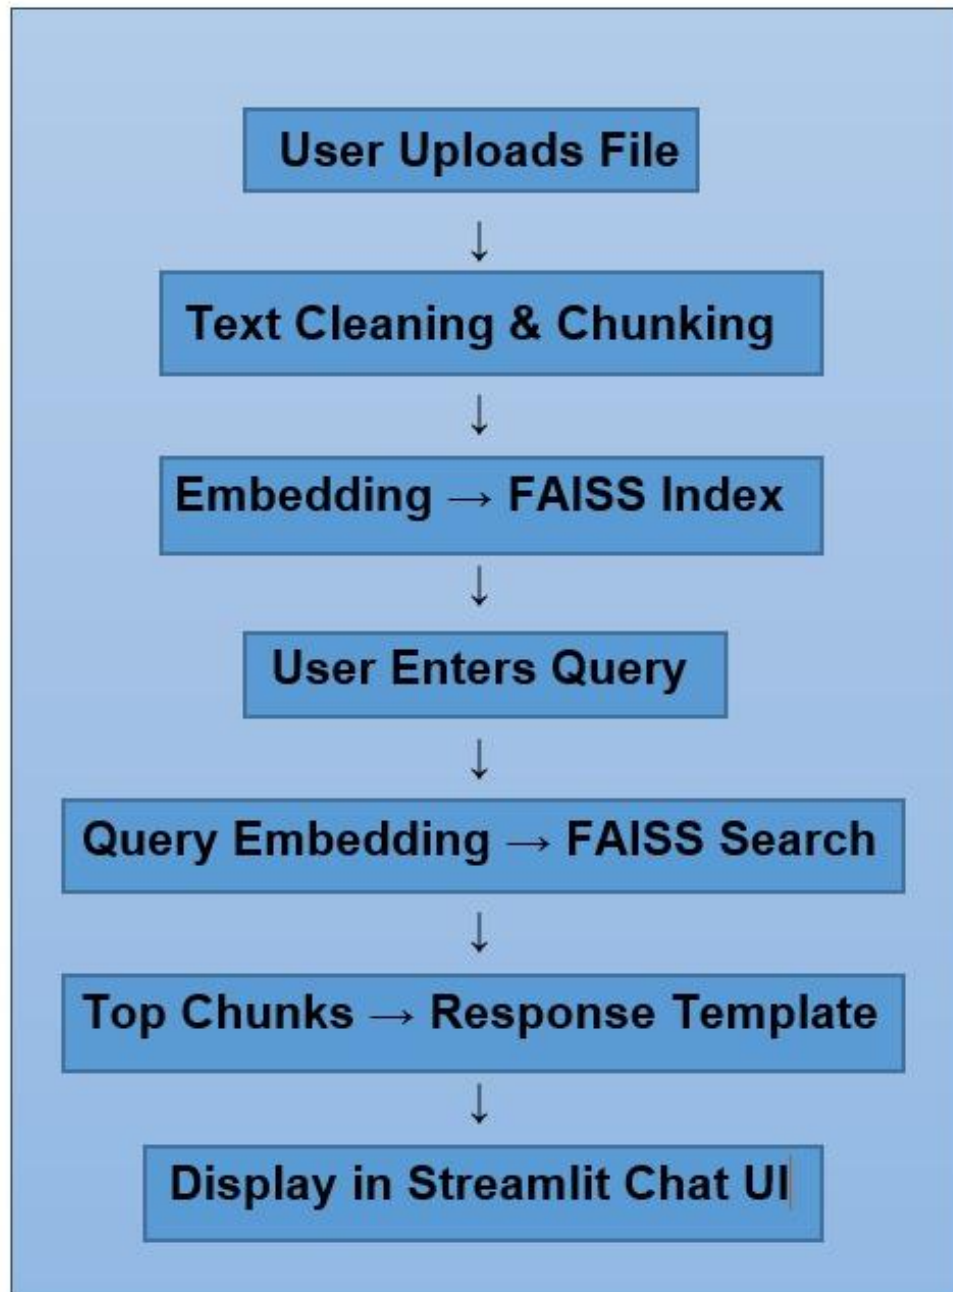 User Uploads File
↓
Text Cleaning & Chunking
↓
Embedding → FAISS Index
↓
User Enters Query
↓
Query Embedding → FAISS Search
↓
Top Chunks → Response Template
↓
Display in Streamlit Chat UI